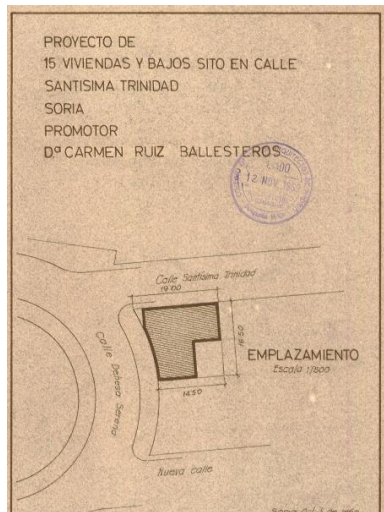 PROYECTO DE
15 VIVIENDAS Y BAJOS SITO EN CALLE
SANTISIMA TRINIDAD
SORIA
PROMOTOR
Dª CARMEN RUIZ BALLESTEROS
12 NOV
Calle Santisima Trinidad
19'00
19'50
Calle Dehesa Serena
EMPLAZAMIENTO
Escala 1/500
14'50
Nueva calle